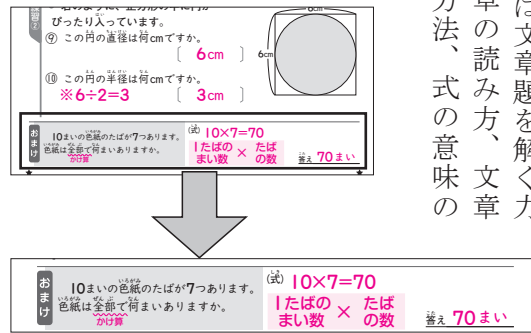 ぴったり入っています。
⑨ この円の直径は何cmですか。
〔 6cm 〕
6cm
⑩ この円の半径は何cmですか。
※6÷2=3 〔 3cm 〕
おまけ
10まいの色紙のたばが7つあります。
色紙は全部で何まいありますか。
かけ算
(式) 10×7=70
1たばのまい数 × たばの数
答え 70まい
おまけ
10まいの色紙のたばが7つあります。
色紙は全部で何まいありますか。
かけ算
(式) 10×7=70
1たばのまい数 × たばの数
答え 70まい
は文章題を解く力
章の読み方、文章
方法、式の意味の